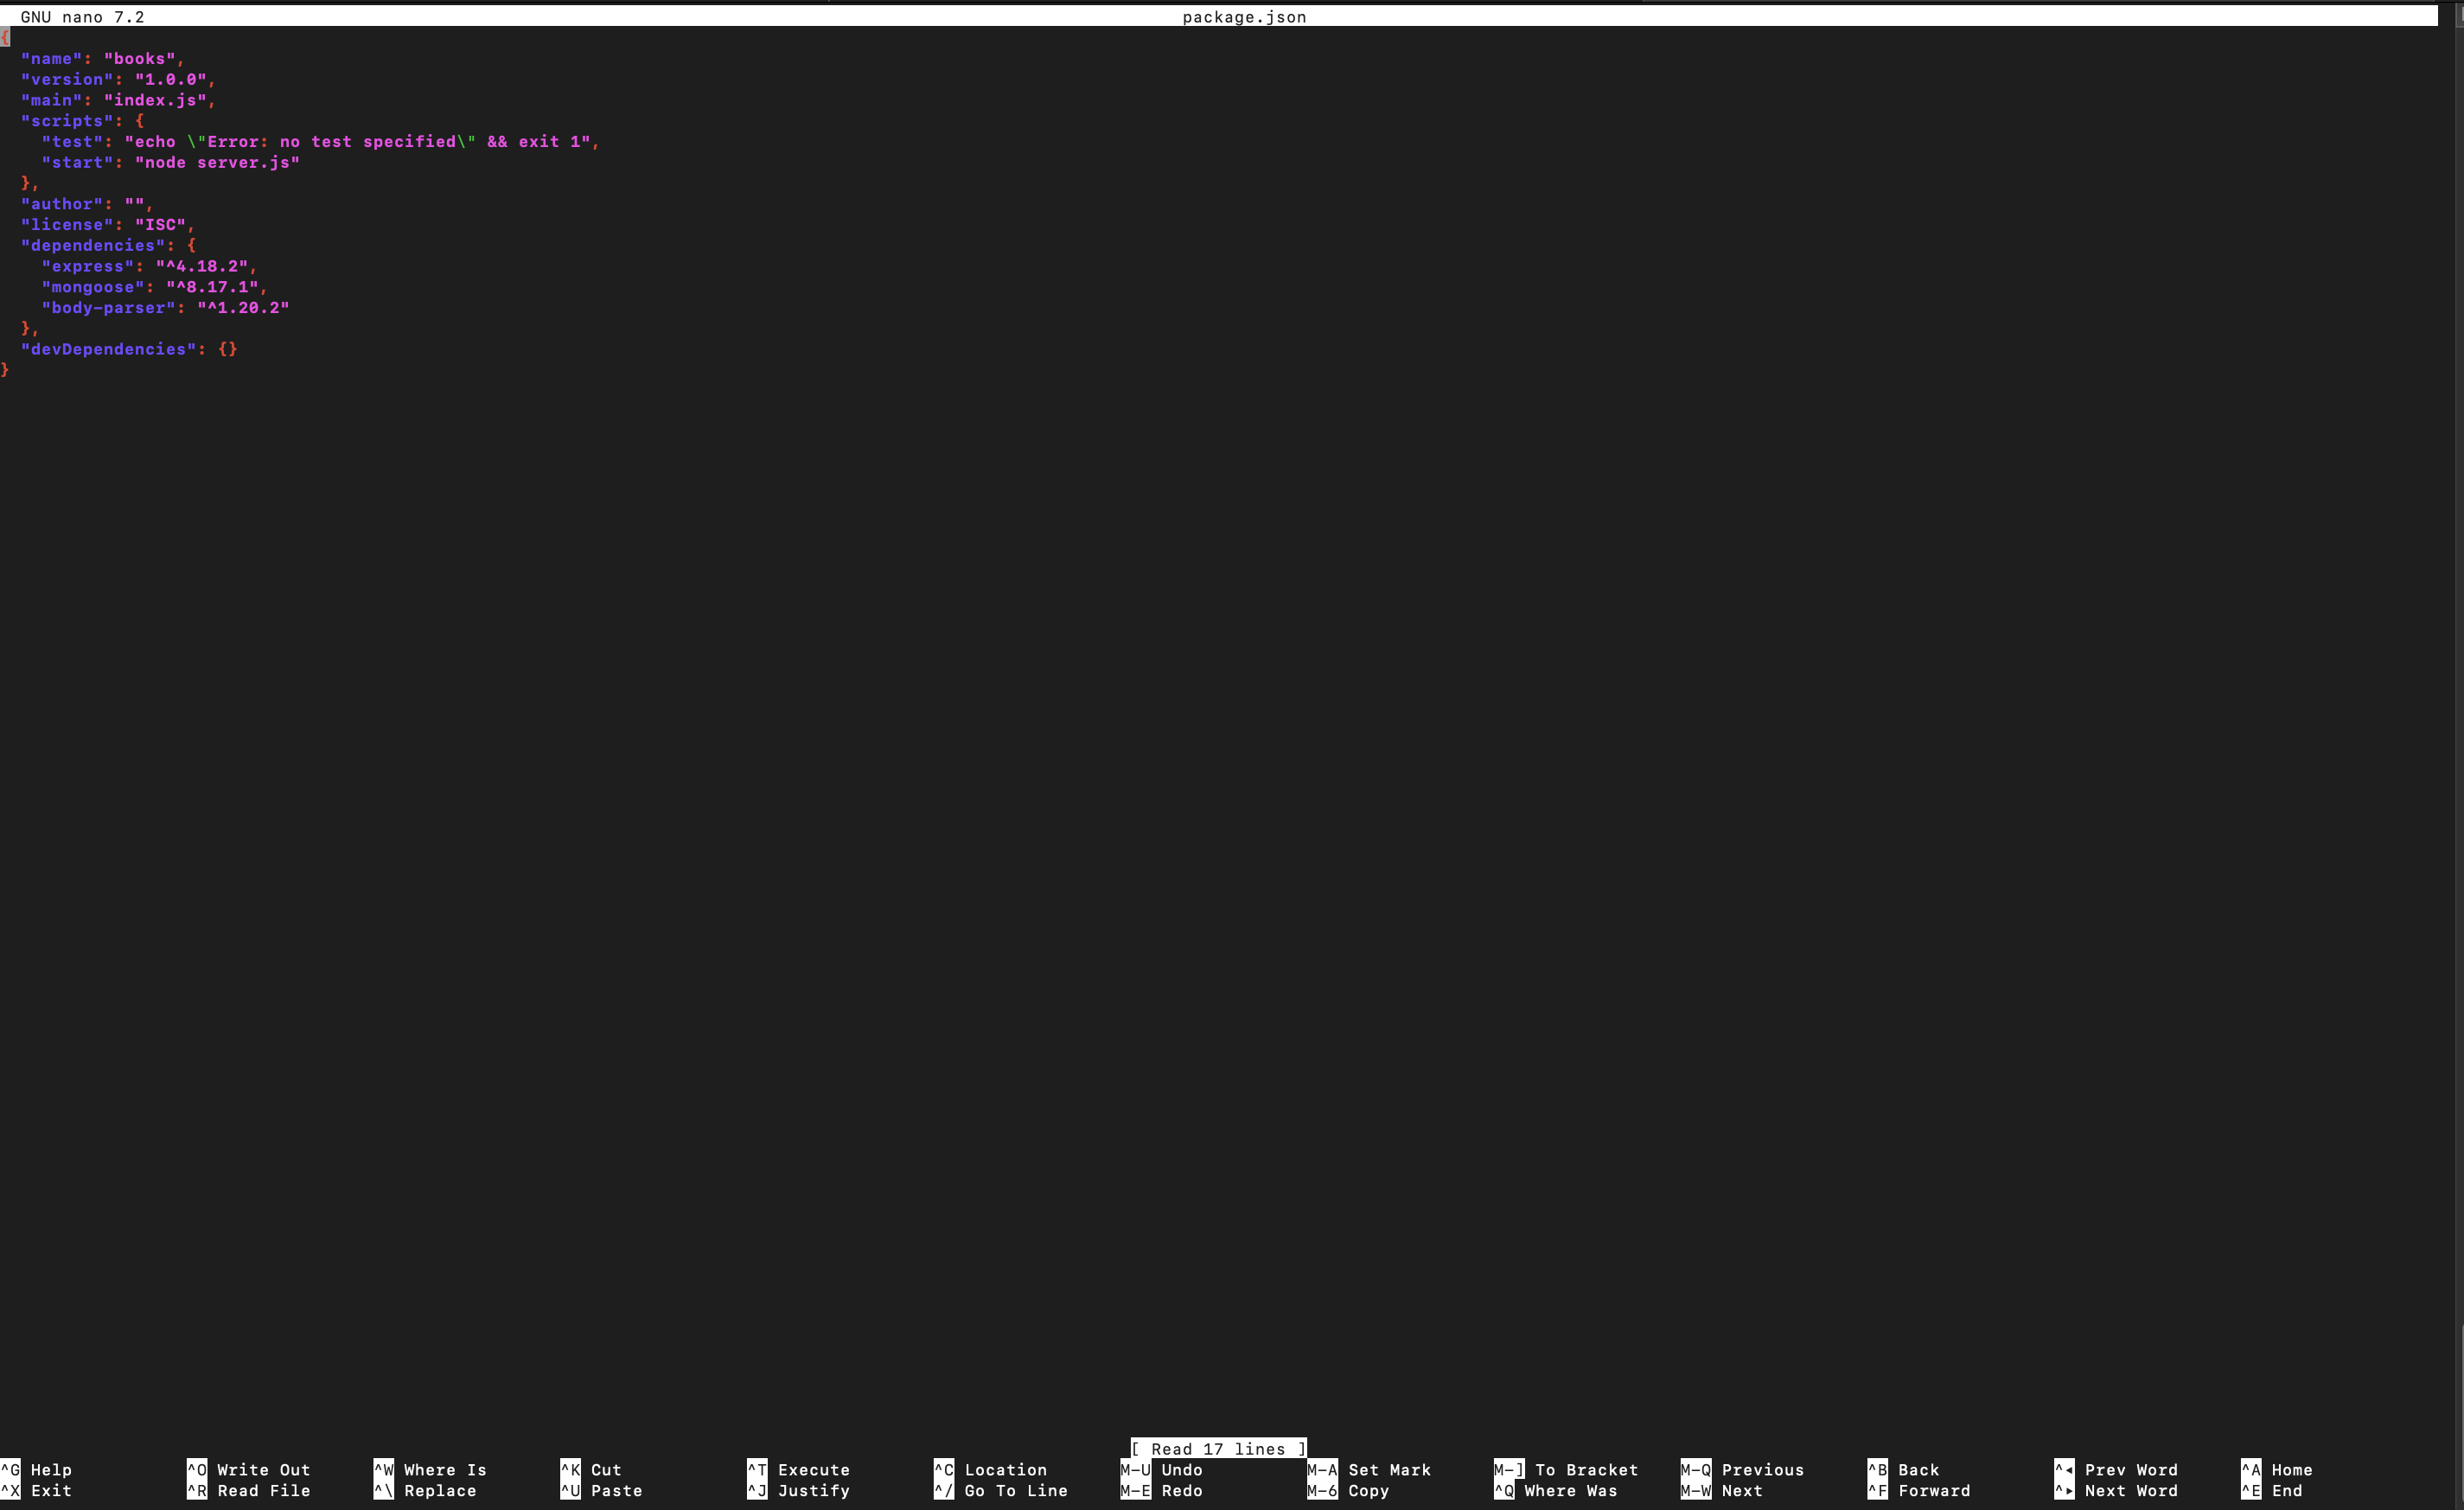 GNU nano 7.2 package.json
{
  "name": "books",
  "version": "1.0.0",
  "main": "index.js",
  "scripts": {
    "test": "echo \"Error: no test specified\" && exit 1",
    "start": "node server.js"
  },
  "author": "",
  "license": "ISC",
  "dependencies": {
    "express": "^4.18.2",
    "mongoose": "^8.17.1",
    "body-parser": "^1.20.2"
  },
  "devDependencies": {}
}
[ Read 17 lines ]
^G Help ^O Write Out ^W Where Is ^K Cut ^T Execute ^C Location M-U Undo M-A Set Mark M-] To Bracket M-Q Previous ^B Back ^◂ Prev Word ^A Home
^X Exit ^R Read File ^\ Replace ^U Paste ^J Justify ^/ Go To Line M-E Redo M-6 Copy ^Q Where Was M-W Next ^F Forward ^▸ Next Word ^E End